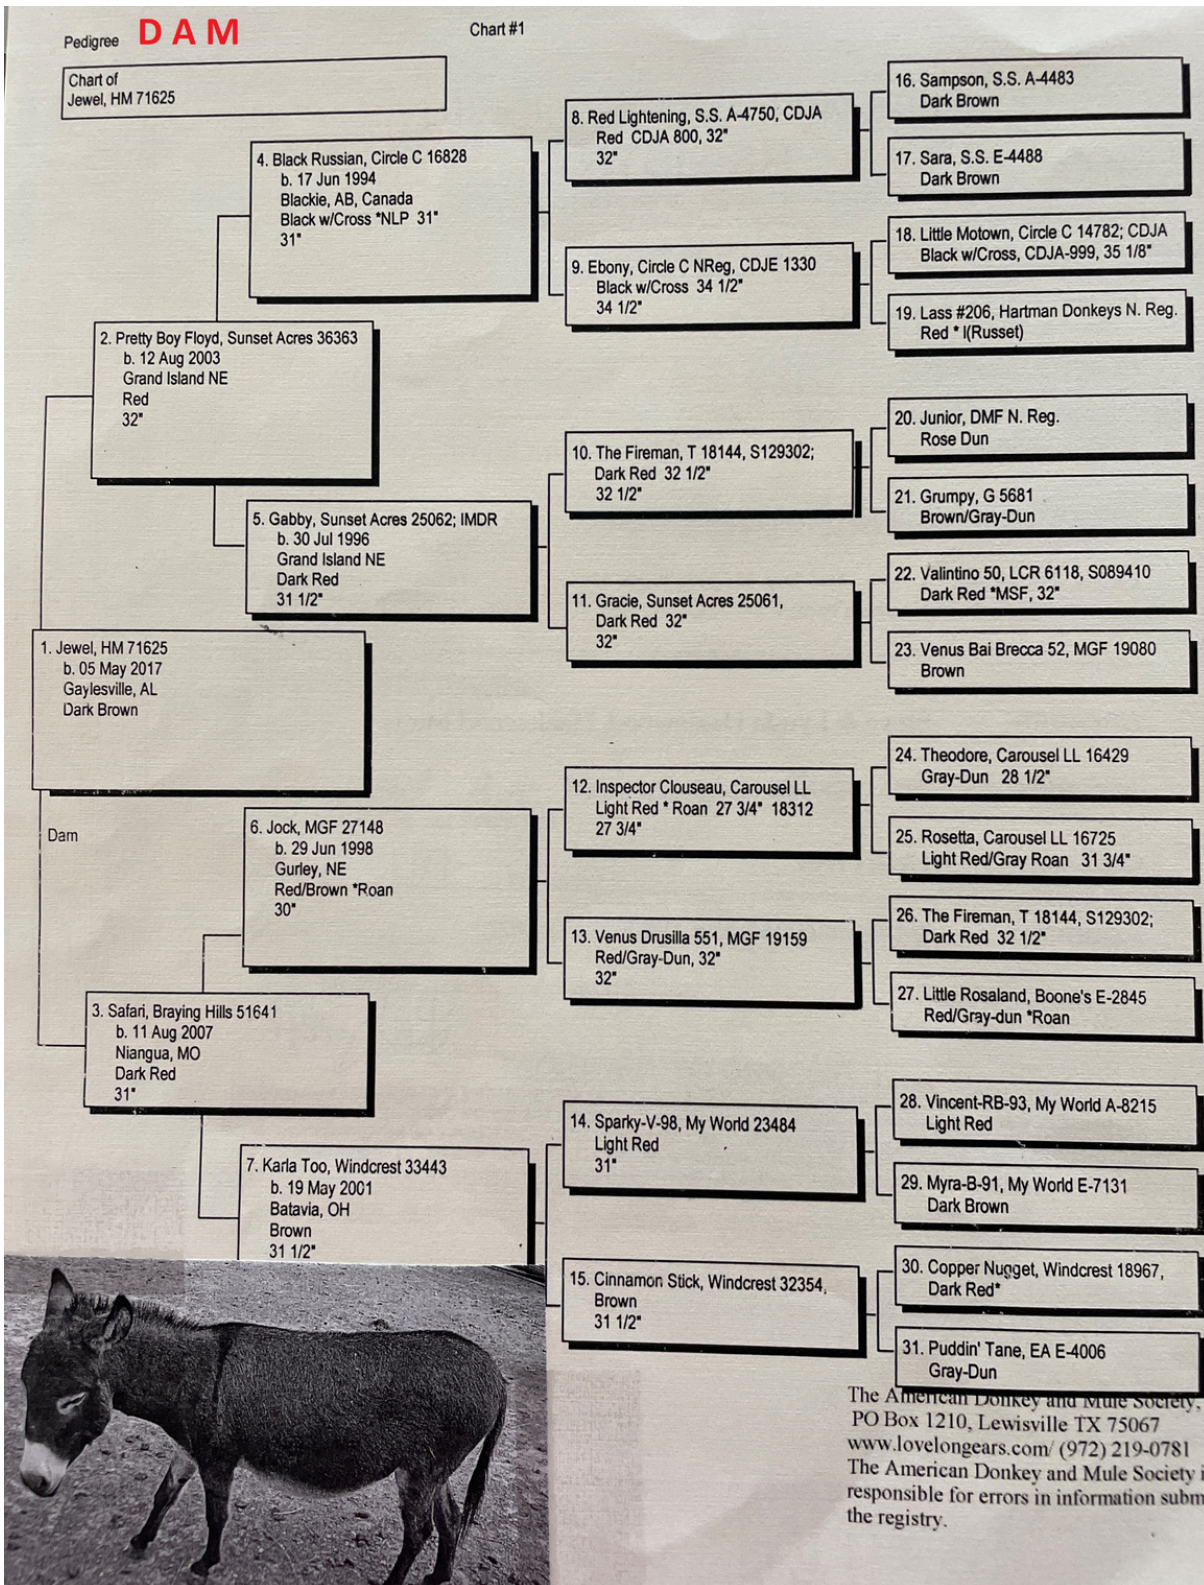 Pedigree D A M
Chart #1
Chart of
Jewel, HM 71625
1. Jewel, HM 71625
b. 05 May 2017
Gaylesville, AL
Dark Brown
Dam
2. Pretty Boy Floyd, Sunset Acres 36363
b. 12 Aug 2003
Grand Island NE
Red
32"
3. Safari, Braying Hills 51641
b. 11 Aug 2007
Niangua, MO
Dark Red
31"
4. Black Russian, Circle C 16828
b. 17 Jun 1994
Blackie, AB, Canada
Black w/Cross *NLP 31"
31"
5. Gabby, Sunset Acres 25062; IMDR
b. 30 Jul 1996
Grand Island NE
Dark Red
31 1/2"
6. Jock, MGF 27148
b. 29 Jun 1998
Gurley, NE
Red/Brown *Roan
30"
7. Karla Too, Windcrest 33443
b. 19 May 2001
Batavia, OH
Brown
31 1/2"
8. Red Lightening, S.S. A-4750, CDJA
Red CDJA 800, 32"
32"
9. Ebony, Circle C NReg, CDJE 1330
Black w/Cross 34 1/2"
34 1/2"
10. The Fireman, T 18144, S129302;
Dark Red 32 1/2"
32 1/2"
11. Gracie, Sunset Acres 25061,
Dark Red 32"
32"
12. Inspector Clouseau, Carousel LL
Light Red * Roan 27 3/4" 18312
27 3/4"
13. Venus Drusilla 551, MGF 19159
Red/Gray-Dun, 32"
32"
14. Sparky-V-98, My World 23484
Light Red
31"
15. Cinnamon Stick, Windcrest 32354,
Brown
31 1/2"
16. Sampson, S.S. A-4483
Dark Brown
17. Sara, S.S. E-4488
Dark Brown
18. Little Motown, Circle C 14782; CDJA
Black w/Cross, CDJA-999, 35 1/8"
19. Lass #206, Hartman Donkeys N. Reg.
Red * I(Russet)
20. Junior, DMF N. Reg.
Rose Dun
21. Grumpy, G 5681
Brown/Gray-Dun
22. Valintino 50, LCR 6118, S089410
Dark Red *MSF, 32"
23. Venus Bai Brecca 52, MGF 19080
Brown
24. Theodore, Carousel LL 16429
Gray-Dun 28 1/2"
25. Rosetta, Carousel LL 16725
Light Red/Gray Roan 31 3/4"
26. The Fireman, T 18144, S129302;
Dark Red 32 1/2"
27. Little Rosaland, Boone's E-2845
Red/Gray-dun *Roan
28. Vincent-RB-93, My World A-8215
Light Red
29. Myra-B-91, My World E-7131
Dark Brown
30. Copper Nugget, Windcrest 18967,
Dark Red*
31. Puddin' Tane, EA E-4006
Gray-Dun
The American Donkey and Mule Society,
PO Box 1210, Lewisville TX 75067
www.lovelongears.com/ (972) 219-0781
The American Donkey and Mule Society
responsible for errors in information
the registry.